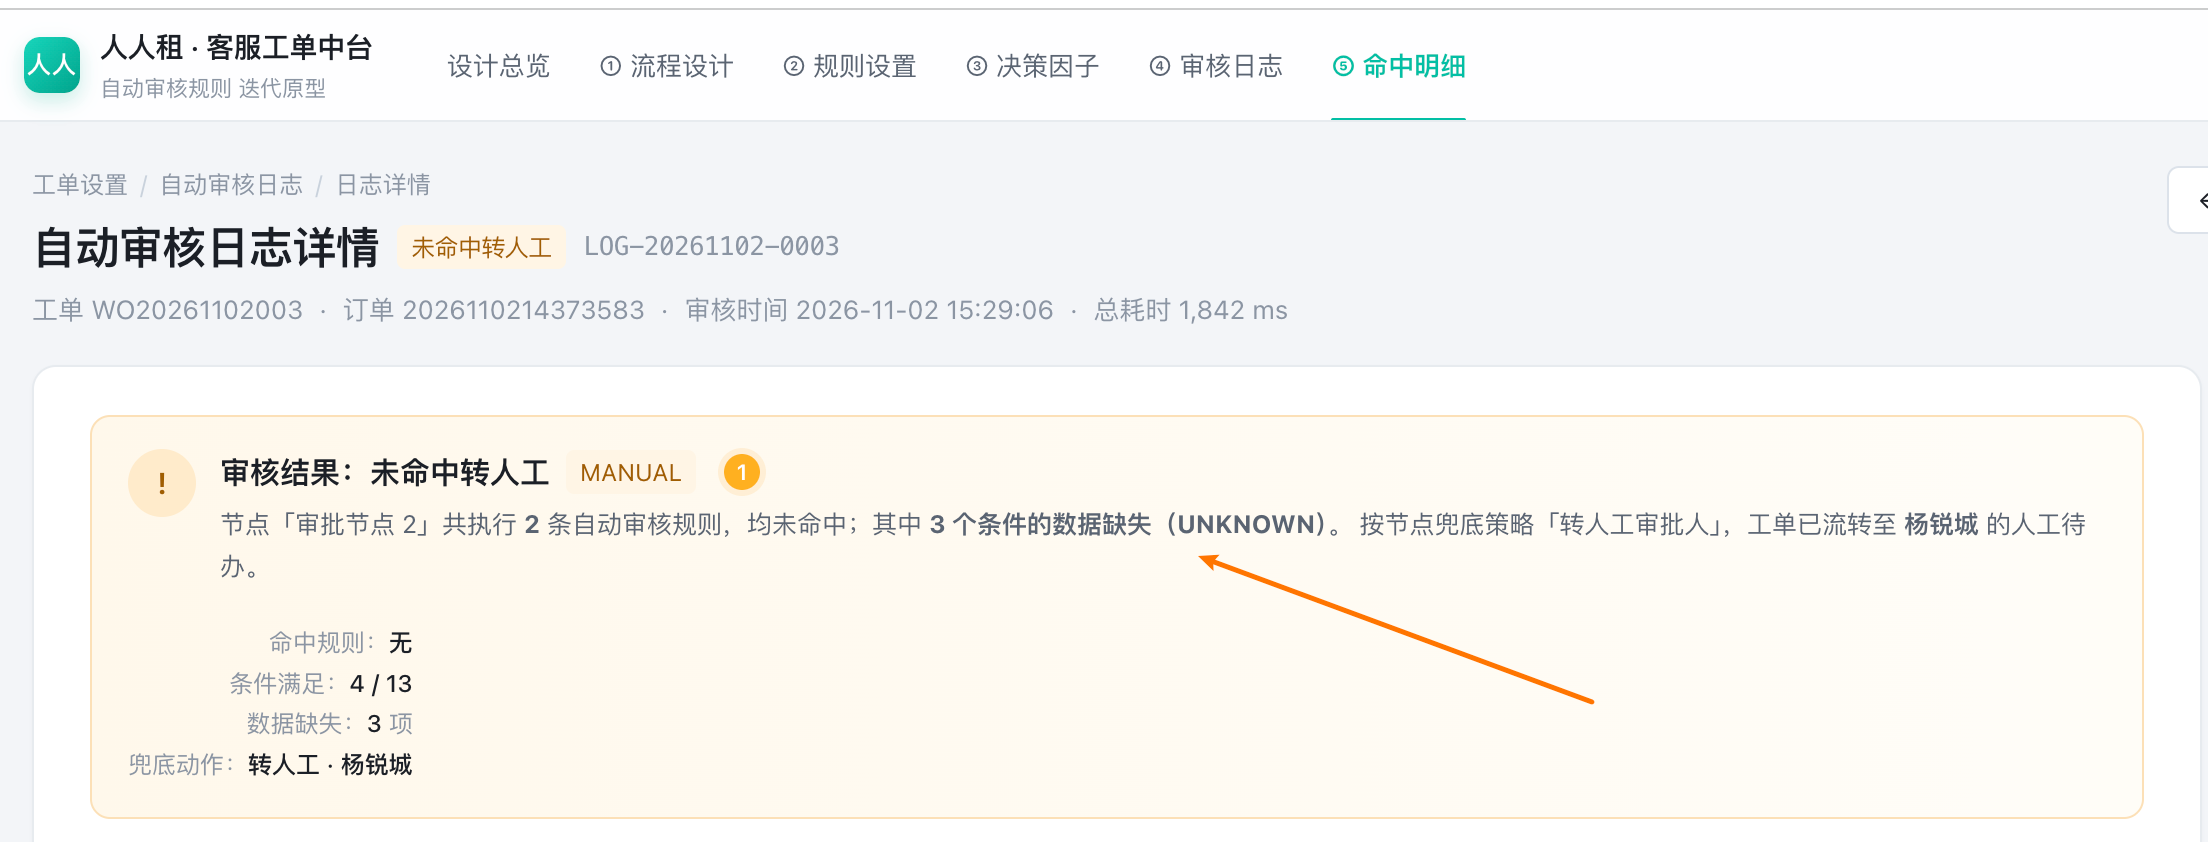 人人
人人租 · 客服工单中台
自动审核规则 迭代原型
设计总览
① 流程设计
② 规则设置
③ 决策因子
④ 审核日志
⑤ 命中明细
工单设置 / 自动审核日志 / 日志详情
自动审核日志详情 未命中转人工 LOG-20261102-0003
工单 WO20261102003 · 订单 2026110214373583 · 审核时间 2026-11-02 15:29:06 · 总耗时 1,842 ms
! 审核结果：未命中转人工 MANUAL 1
节点「审批节点 2」共执行 2 条自动审核规则，均未命中；其中 3 个条件的数据缺失（UNKNOWN）。 按节点兜底策略「转人工审批人」，工单已流转至 杨锐城 的人工待
办。
命中规则： 无
条件满足： 4 / 13
数据缺失： 3 项
兜底动作： 转人工 · 杨锐城